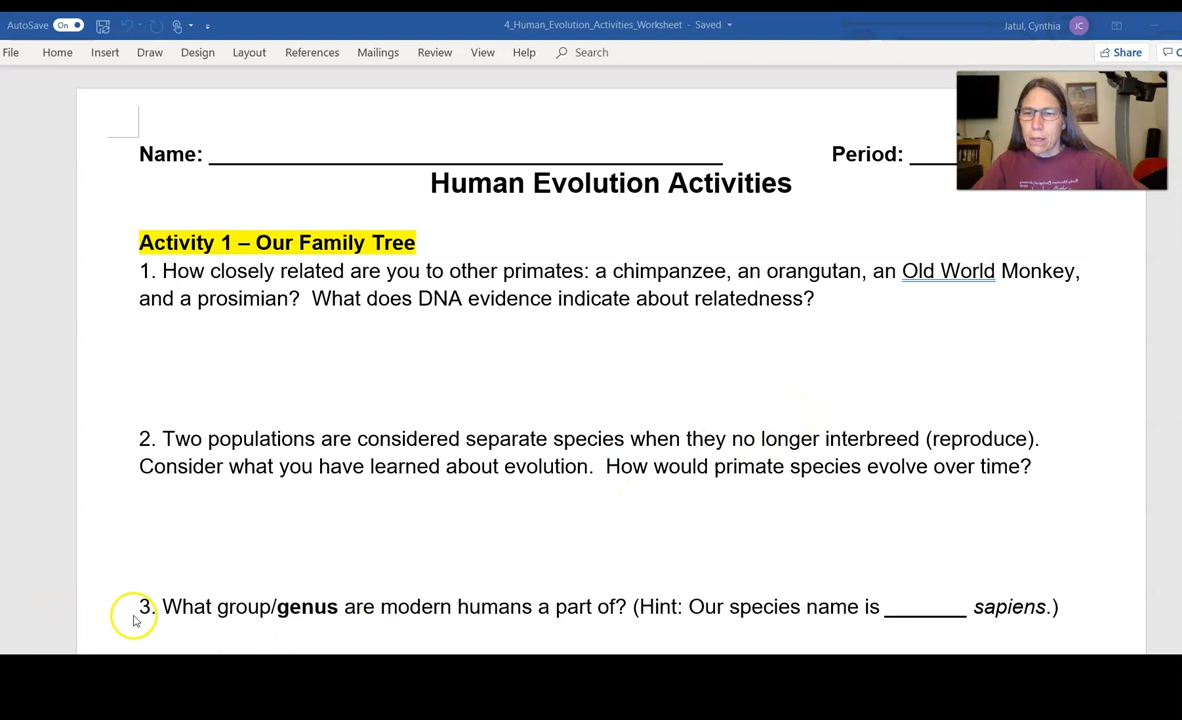 AutoSave On 4_Human_Evolution_Activities_Worksheet - Saved Jatul, Cynthia JC
File Home Insert Draw Design Layout References Mailings Review View Help Search Share C
Name: Period:
Human Evolution Activities
Activity 1 – Our Family Tree
1. How closely related are you to other primates: a chimpanzee, an orangutan, an Old World Monkey,
and a prosimian? What does DNA evidence indicate about relatedness?
2. Two populations are considered separate species when they no longer interbreed (reproduce).
Consider what you have learned about evolution. How would primate species evolve over time?
3. What group/genus are modern humans a part of? (Hint: Our species name is _______ sapiens.)